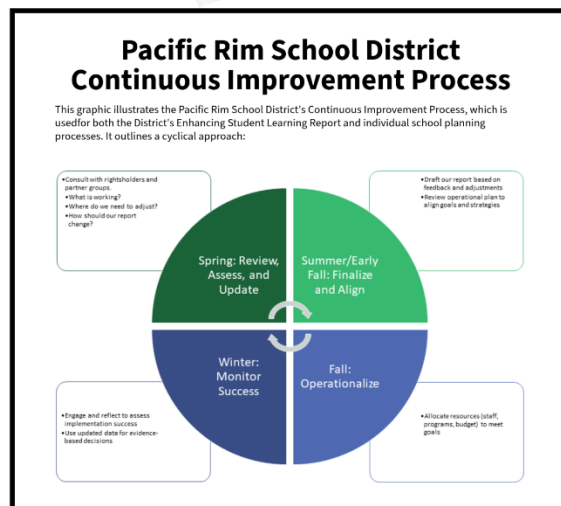 Pacific Rim School District
Continuous Improvement Process
This graphic illustrates the Pacific Rim School District's Continuous Improvement Process, which is
usedfor both the District's Enhancing Student Learning Report and individual school planning
processes. It outlines a cyclical approach:
•Consult with rightsholders and
partner groups.
•What is working?
•Where do we need to adjust?
•How should our report
change?
•Draft our report based on
feedback and adjustments
•Review operational plan to
align goals and strategies
Spring: Review,
Assess, and
Update
Summer/Early
Fall: Finalize
and Align
Winter:
Monitor
Success
Fall:
Operationalize
•Engage and reflect to assess
implementation success
•Use updated data for evidence-
based decisions
•Allocate resources (staff,
programs, budget) to meet
goals